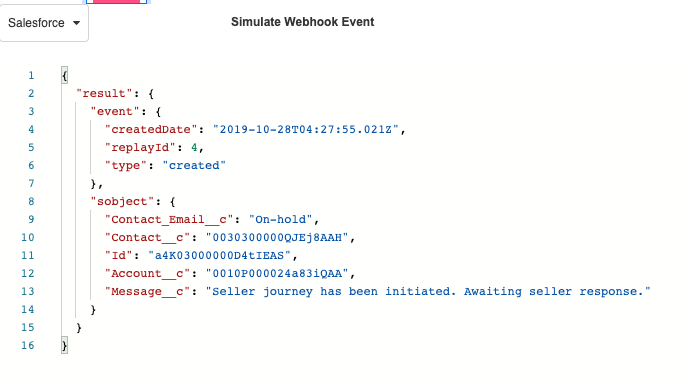 Salesforce
Simulate Webhook Event
1 {
2 "result": {
3 "event": {
4 "createdDate": "2019-10-28T04:27:55.021Z",
5 "replayId": 4,
6 "type": "created"
7 },
8 "sobject": {
9 "Contact_Email__c": "On-hold",
10 "Contact__c": "0030300000QJEj8AAH",
11 "Id": "a4K03000000D4tIEAS",
12 "Account__c": "0010P000024a83iQAA",
13 "Message__c": "Seller journey has been initiated. Awaiting seller response."
14 }
15 }
16 }